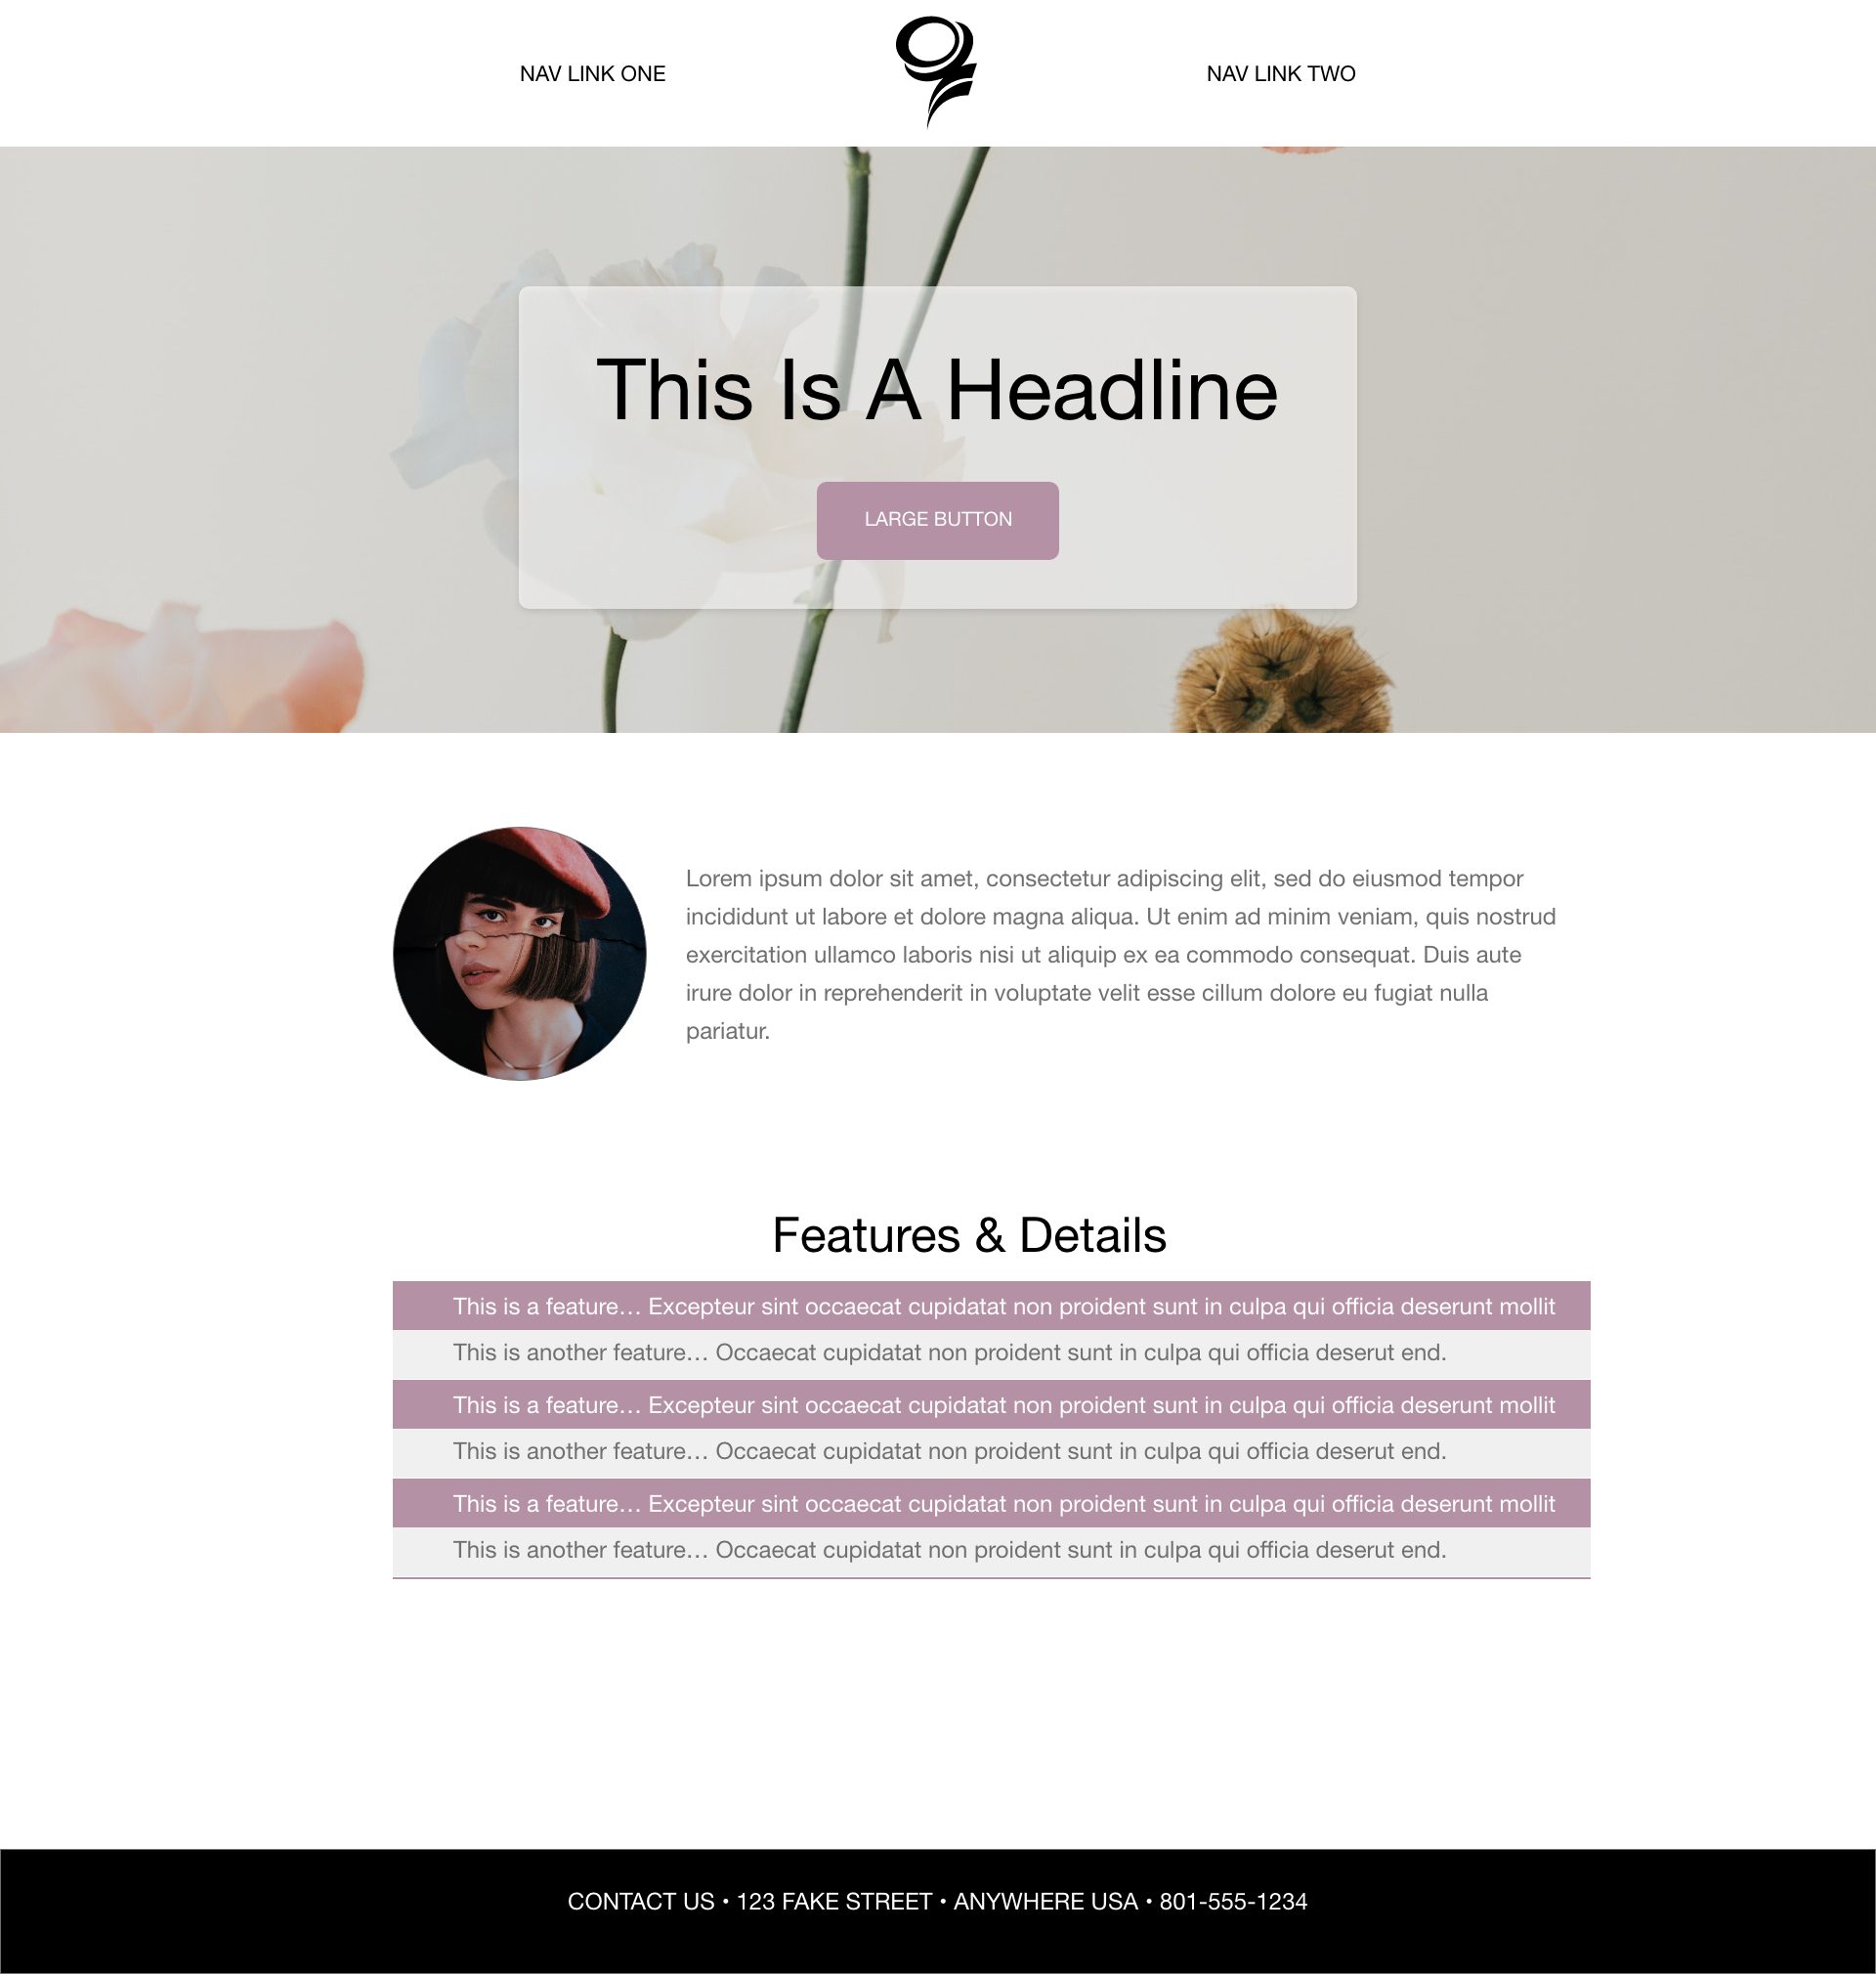 NAV LINK ONE
NAV LINK TWO
This Is A Headline
LARGE BUTTON
Lorem ipsum dolor sit amet, consectetur adipiscing elit, sed do eiusmod tempor
incididunt ut labore et dolore magna aliqua. Ut enim ad minim veniam, quis nostrud
exercitation ullamco laboris nisi ut aliquip ex ea commodo consequat. Duis aute
irure dolor in reprehenderit in voluptate velit esse cillum dolore eu fugiat nulla
pariatur.
Features & Details
This is a feature… Excepteur sint occaecat cupidatat non proident sunt in culpa qui officia deserunt mollit
This is another feature… Occaecat cupidatat non proident sunt in culpa qui officia deserut end.
This is a feature… Excepteur sint occaecat cupidatat non proident sunt in culpa qui officia deserunt mollit
This is another feature… Occaecat cupidatat non proident sunt in culpa qui officia deserut end.
This is a feature… Excepteur sint occaecat cupidatat non proident sunt in culpa qui officia deserunt mollit
This is another feature… Occaecat cupidatat non proident sunt in culpa qui officia deserut end.
CONTACT US • 123 FAKE STREET • ANYWHERE USA • 801-555-1234